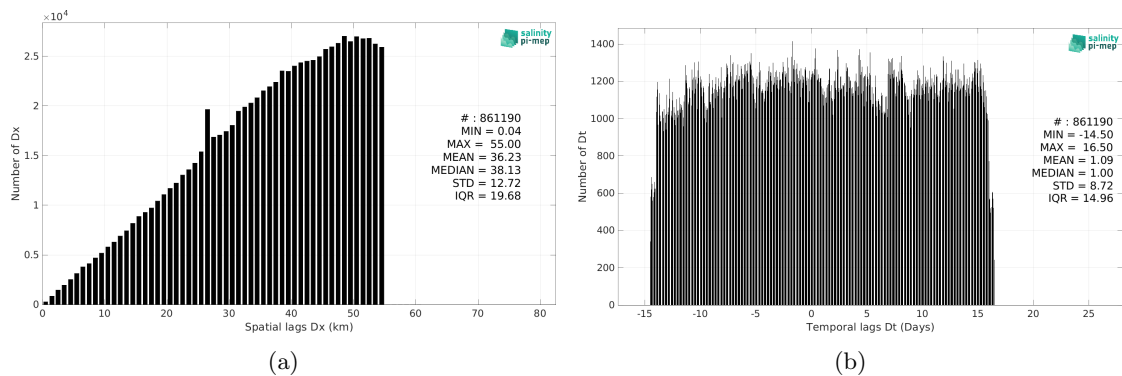 ×10⁴
2.5
2
1.5
1
0.5
0
Number of Dx
0 10 20 30 40 50 60 70 80
Spatial lags Dx (km)
salinity
pi-mep
# : 861190
MIN = 0.04
MAX = 55.00
MEAN = 36.23
MEDIAN = 38.13
STD = 12.72
IQR = 19.68
(a)
1400
1200
1000
800
600
400
200
0
Number of Dt
-15 -10 -5 0 5 10 15 20 25
Temporal lags Dt (Days)
salinity
pi-mep
# : 861190
MIN = -14.50
MAX = 16.50
MEAN = 1.09
MEDIAN = 1.00
STD = 8.72
IQR = 14.96
(b)